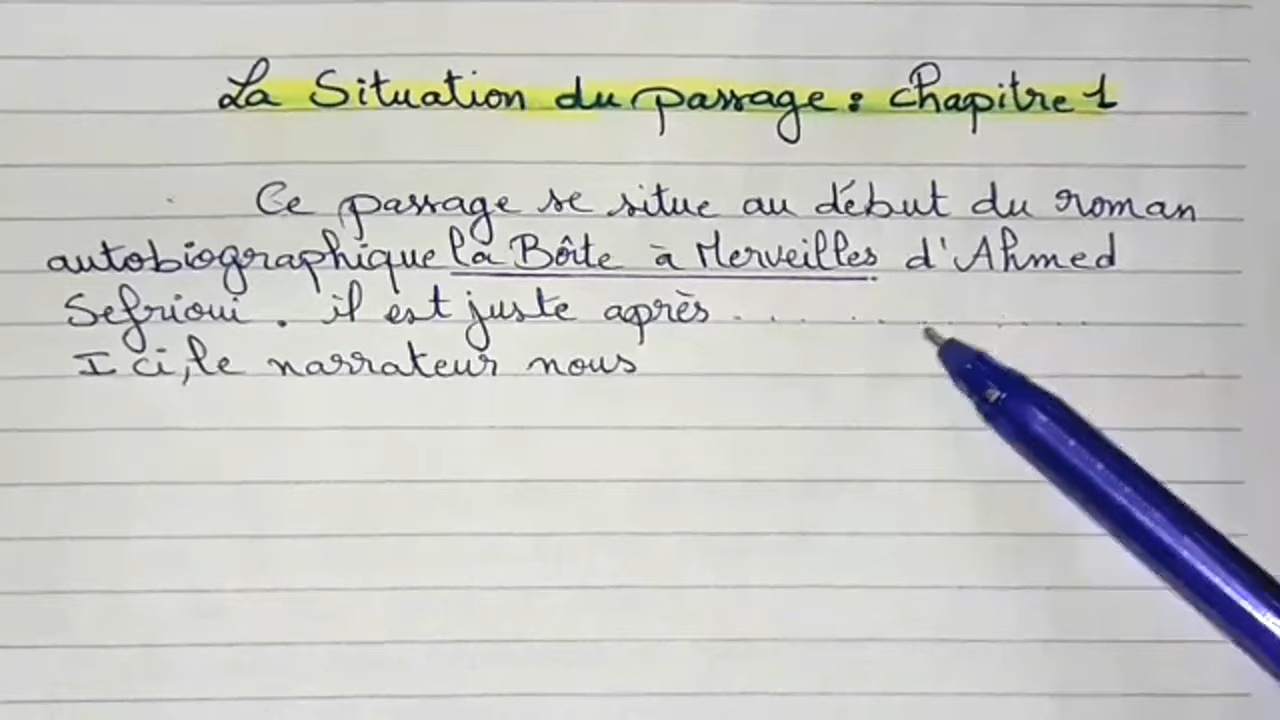 La Situation du passage : chapitre 1
Ce passage se situe au début du roman
autobiographique la Bôîte à Merveilles d'Ahmed
Sefrioui . il est juste après . . . . . . . . .
Ici, le narrateur nous